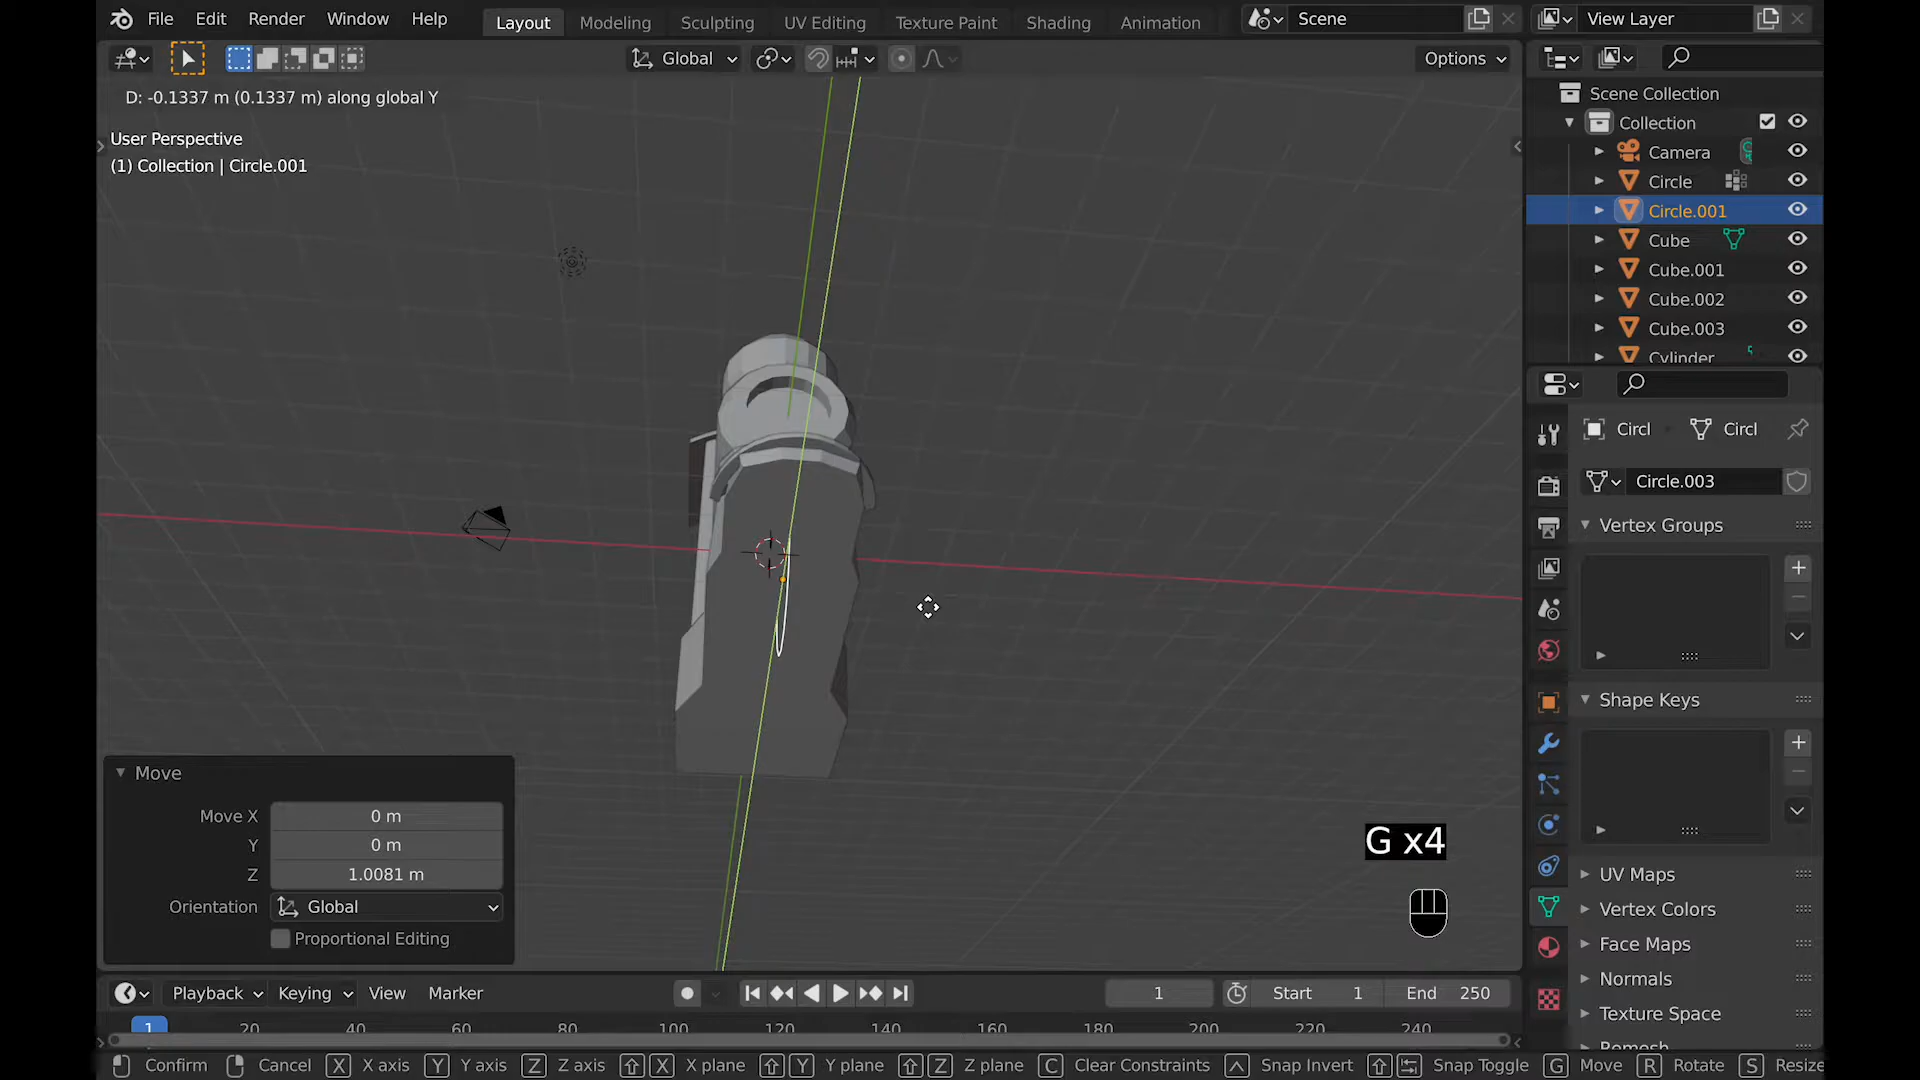 File Edit Render Window Help Layout Modeling Sculpting UV Editing Texture Paint Shading Animation Scene View Layer
Global Options
D: -0.1337 m (0.1337 m) along global Y
User Perspective
(1) Collection | Circle.001
Scene Collection
Collection
Camera
Circle
Circle.001
Cube
Cube.001
Cube.002
Cube.003
Cylinder
Circl Circl
Circle.003
Vertex Groups
Shape Keys
UV Maps
Vertex Colors
Face Maps
Normals
Texture Space
Remesh
Move
Move X 0 m
Y 0 m
Z 1.0081 m
Orientation Global
Proportional Editing
G x4
Playback Keying View Marker 1 Start 1 End 250
1 20 40 60 80 100 120 140 160 180 200 220 240
Confirm Cancel X X axis Y Y axis Z Z axis X X plane Y Y plane Z Z plane C Clear Constraints Snap Invert Snap Toggle G Move R Rotate S Resize